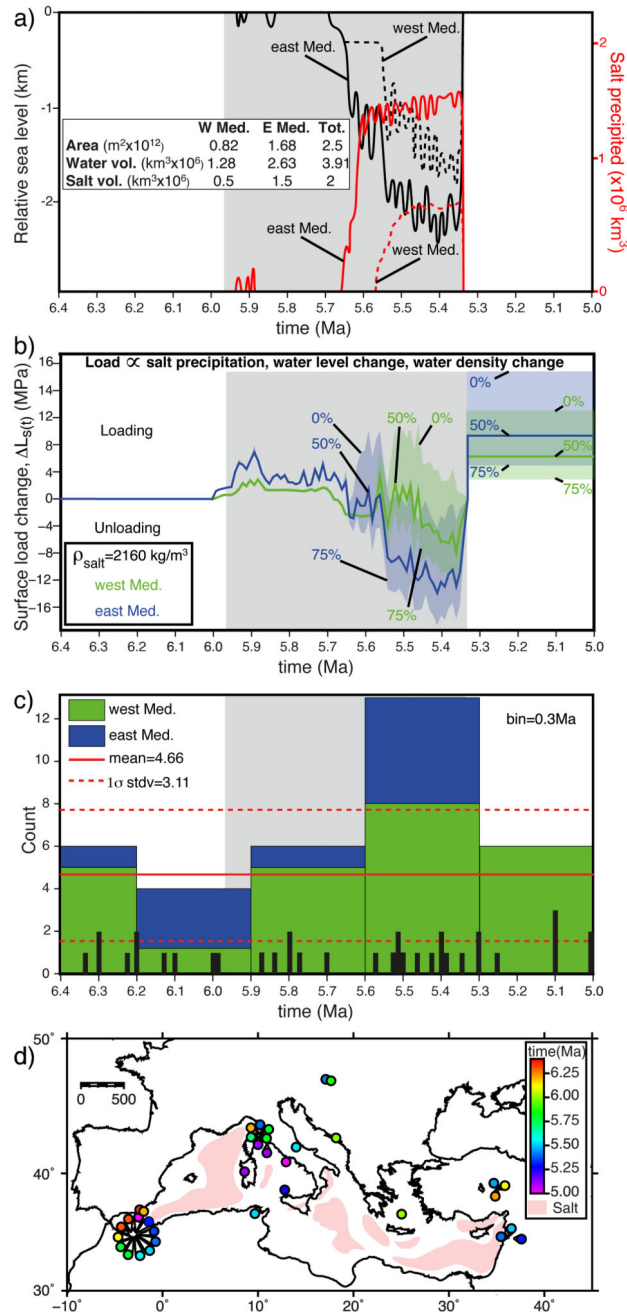 a)
0
west Med.
2
east Med.
Relative sea level (km)
Salt precipited (x10⁶ km³)
-1
W Med. E Med. Tot.
Area (m²x10¹²) 0.82 1.68 2.5
Water vol. (km³x10⁶) 1.28 2.63 3.91
Salt vol. (km³x10⁶) 0.5 1.5 2
1
-2
east Med.
west Med.
0
6.4 6.3 6.2 6.1 6.0 5.9 5.8 5.7 5.6 5.5 5.4 5.3 5.2 5.1 5.0
time (Ma)
b)
Load ∝ salt precipitation, water level change, water density change
Surface load change, ΔLs(t) (MPa)
16
12
8
4
0
-4
-8
-12
-16
Loading
Unloading
0%
50%
50%
0%
75%
75%
0%
0%
50%
50%
75%
75%
ρsalt=2160 kg/m³
west Med.
east Med.
6.4 6.3 6.2 6.1 6.0 5.9 5.8 5.7 5.6 5.5 5.4 5.3 5.2 5.1 5.0
time (Ma)
c)
west Med.
east Med.
mean=4.66
1σ stdv=3.11
bin=0.3Ma
Count
12
10
8
6
4
2
0
6.4 6.3 6.2 6.1 6.0 5.9 5.8 5.7 5.6 5.5 5.4 5.3 5.2 5.1 5.0
time (Ma)
d)
50°
40°
30°
0 500
time(Ma)
6.25
6.00
5.75
5.50
5.25
5.00
Salt
−10° 0° 10° 20° 30° 40°